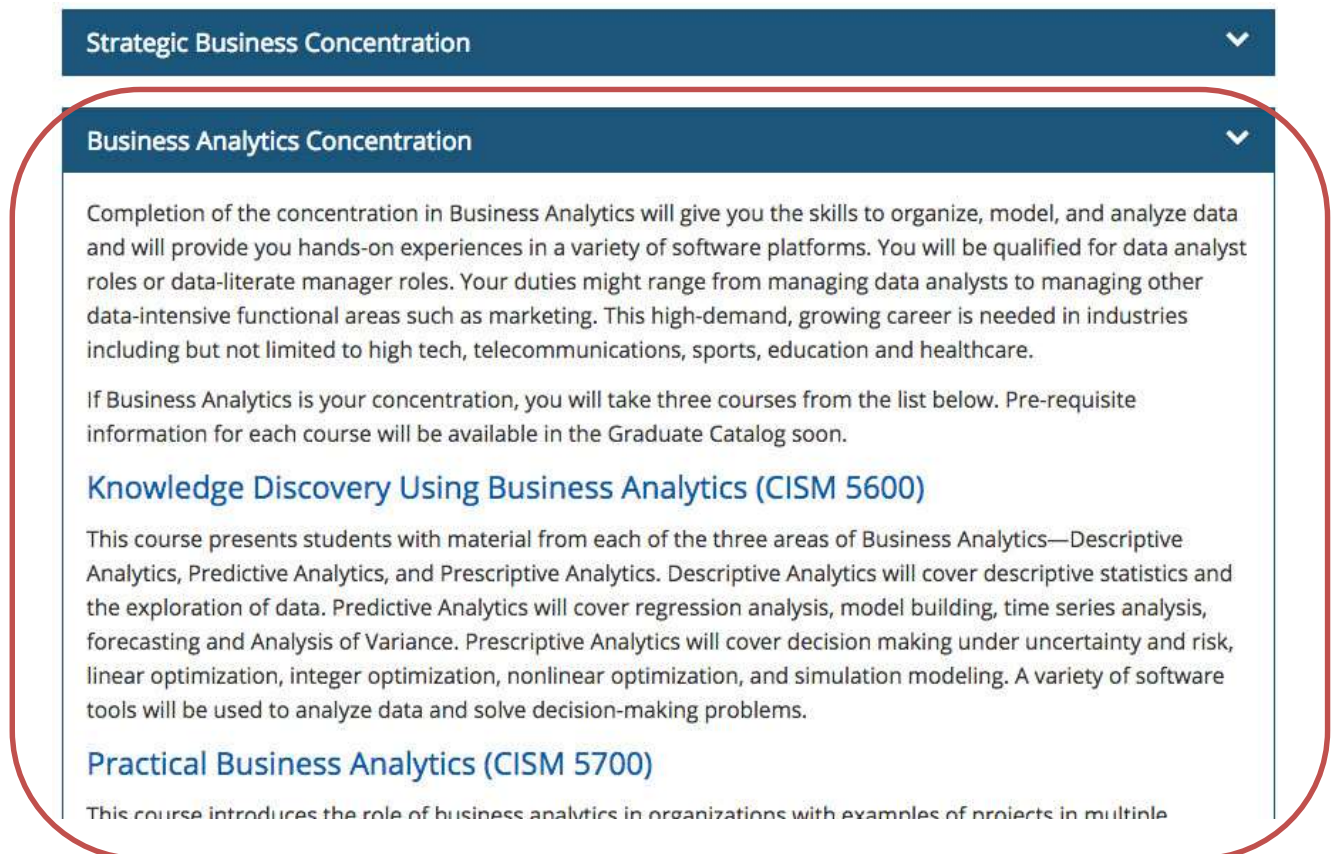 Strategic Business Concentration
Business Analytics Concentration
Completion of the concentration in Business Analytics will give you the skills to organize, model, and analyze data
and will provide you hands-on experiences in a variety of software platforms. You will be qualified for data analyst
roles or data-literate manager roles. Your duties might range from managing data analysts to managing other
data-intensive functional areas such as marketing. This high-demand, growing career is needed in industries
including but not limited to high tech, telecommunications, sports, education and healthcare.
If Business Analytics is your concentration, you will take three courses from the list below. Pre-requisite
information for each course will be available in the Graduate Catalog soon.
Knowledge Discovery Using Business Analytics (CISM 5600)
This course presents students with material from each of the three areas of Business Analytics—Descriptive
Analytics, Predictive Analytics, and Prescriptive Analytics. Descriptive Analytics will cover descriptive statistics and
the exploration of data. Predictive Analytics will cover regression analysis, model building, time series analysis,
forecasting and Analysis of Variance. Prescriptive Analytics will cover decision making under uncertainty and risk,
linear optimization, integer optimization, nonlinear optimization, and simulation modeling. A variety of software
tools will be used to analyze data and solve decision-making problems.
Practical Business Analytics (CISM 5700)
This course introduces the role of business analytics in organizations with examples of projects in multiple